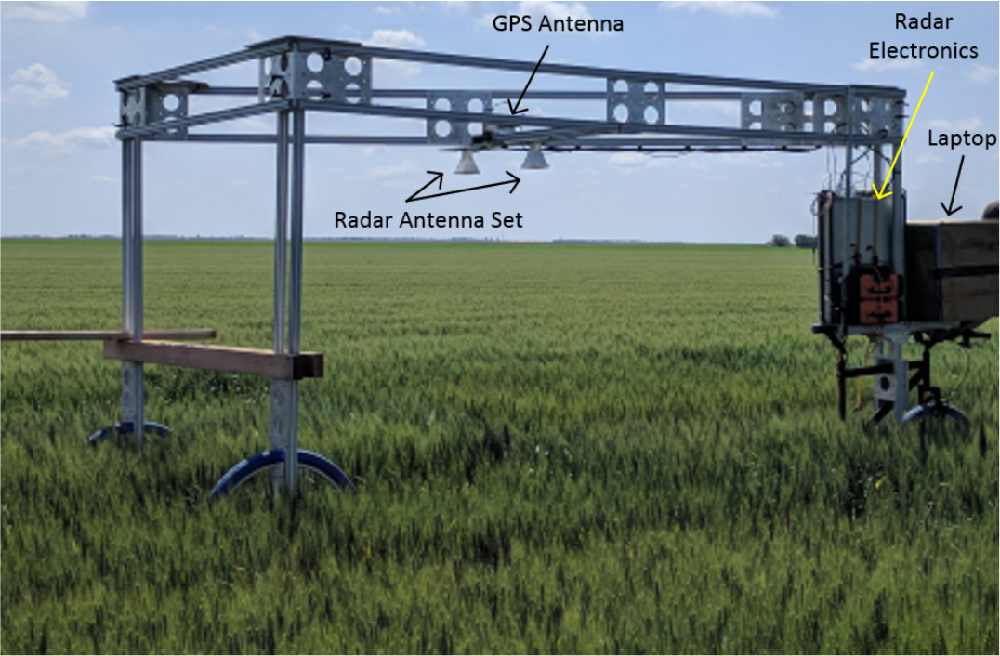 GPS Antenna
Radar
Electronics
Laptop
Radar Antenna Set